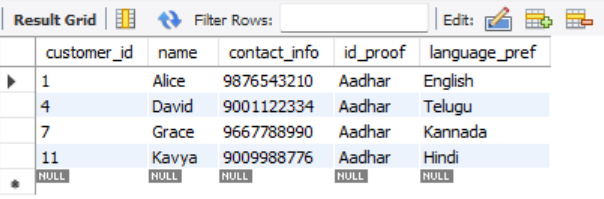 Result Grid Filter Rows: Edit:
customer_id name contact_info id_proof language_pref
1 Alice 9876543210 Aadhar English
4 David 9001122334 Aadhar Telugu
7 Grace 9667788990 Aadhar Kannada
11 Kavya 9009988776 Aadhar Hindi
NULL NULL NULL NULL NULL